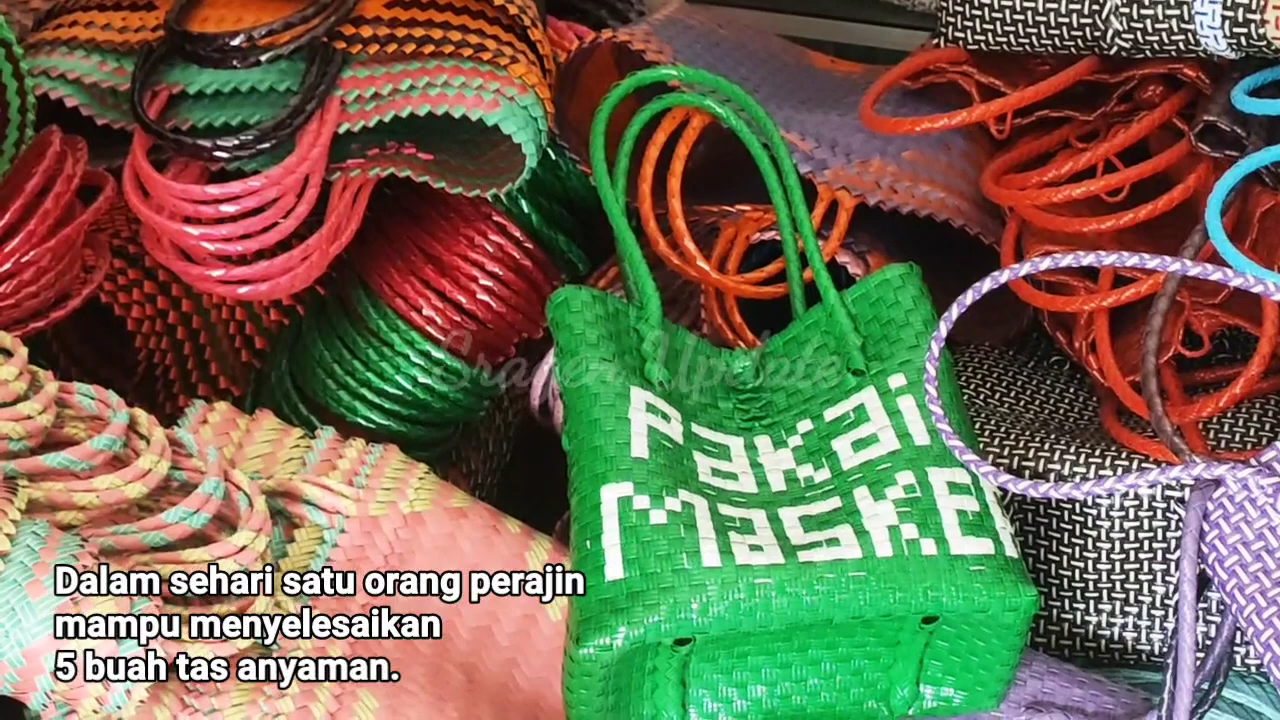 Pakai
Masker
Dalam sehari satu orang perajin
mampu menyelesaikan
5 buah tas anyaman.